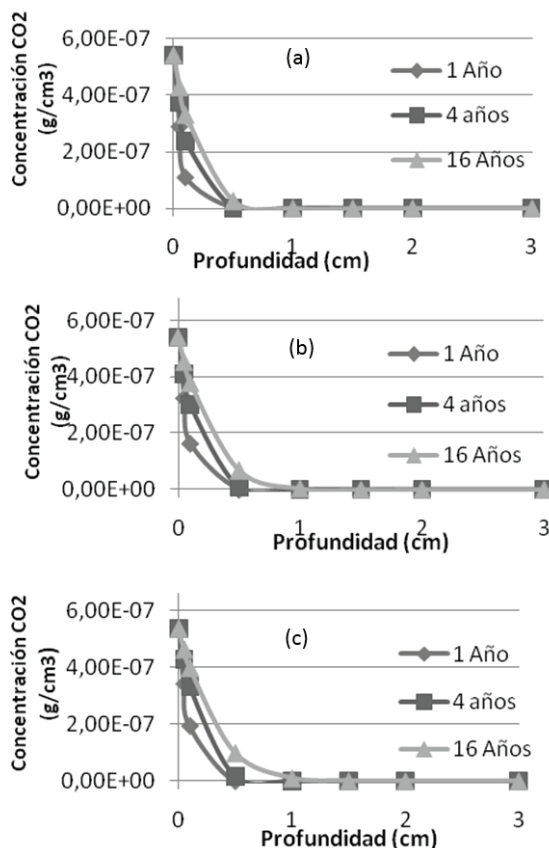 Concentración CO2
(g/cm3)
6,00E-07
4,00E-07
2,00E-07
0,00E+00
(a)
1 Año
4 años
16 Años
0
1
2
3
Profundidad (cm)
Concentración CO2
(g/cm3)
6,00E-07
4,00E-07
2,00E-07
0,00E+00
(b)
1 Año
4 años
16 Años
0
1
2
3
Profundidad (cm)
Concentración CO2
(g/cm3)
6,00E-07
4,00E-07
2,00E-07
0,00E+00
(c)
1 Año
4 años
16 Años
0
1
2
3
Profundidad (cm)